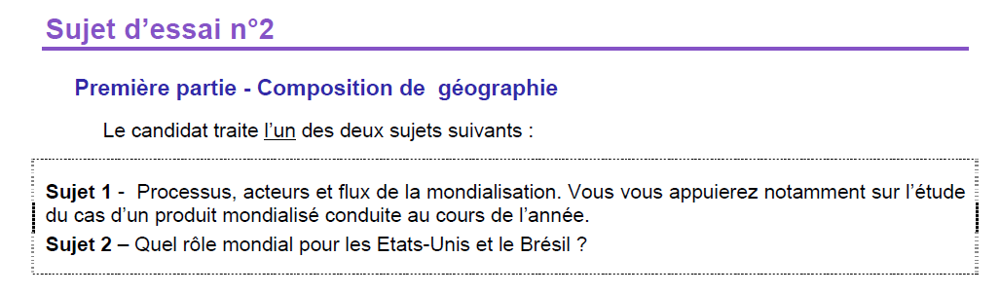 Sujet d’essai n°2
Première partie - Composition de géographie
Le candidat traite l’un des deux sujets suivants :
Sujet 1 - Processus, acteurs et flux de la mondialisation. Vous vous appuierez notamment sur l’étude
du cas d’un produit mondialisé conduite au cours de l’année.
Sujet 2 – Quel rôle mondial pour les Etats-Unis et le Brésil ?